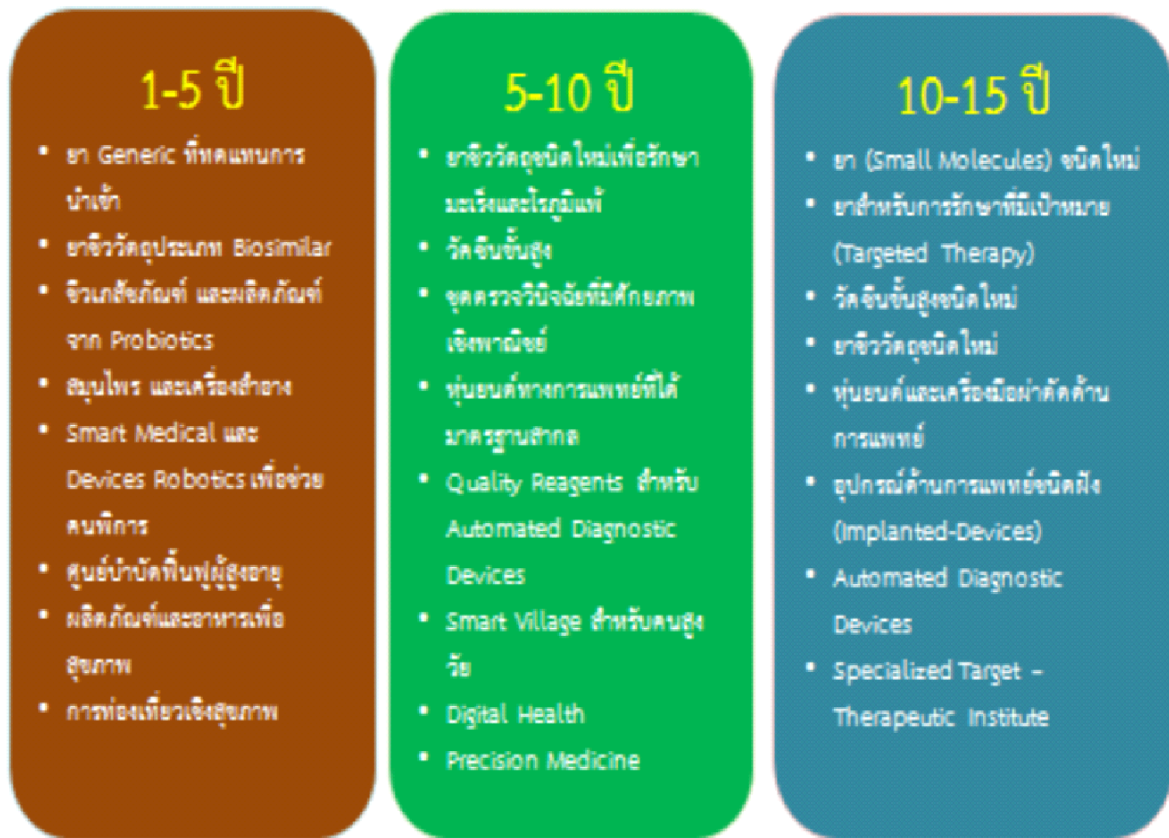 1-5 ปี
• ยา Generic ที่ทดแทนการ
นำเข้า
• ยาชีววัตถุประเภท Biosimilar
• ชีวเภสัชภัณฑ์ และผลิตภัณฑ์
จาก Probiotics
• สมุนไพร และเครื่องสำอาง
• Smart Medical และ
Devices Robotics เพื่อช่วย
คนพิการ
• ศูนย์บำบัดฟื้นฟูผู้สูงอายุ
• ผลิตภัณฑ์และอาหารเพื่อ
สุขภาพ
• การท่องเที่ยวเชิงสุขภาพ
5-10 ปี
• ยาชีววัตถุชนิดใหม่เพื่อรักษา
มะเร็งและโรภูมิแพ้
• วัคซีนขั้นสูง
• ชุดตรวจวินิจฉัยที่มีศักยภาพ
เชิงพาณิชย์
• หุ่นยนต์ทางการแพทย์ที่ได้
มาตรฐานสากล
• Quality Reagents สำหรับ
Automated Diagnostic
Devices
• Smart Village สำหรับคนสูง
วัย
• Digital Health
• Precision Medicine
10-15 ปี
• ยา (Small Molecules) ชนิดใหม่
• ยาสำหรับการรักษาที่มีเป้าหมาย
(Targeted Therapy)
• วัคซีนขั้นสูงชนิดใหม่
• ยาชีววัตถุชนิดใหม่
• หุ่นยนต์และเครื่องมือผ่าตัดด้าน
การแพทย์
• อุปกรณ์ด้านการแพทย์ชนิดฝัง
(Implanted-Devices)
• Automated Diagnostic
Devices
• Specialized Target –
Therapeutic Institute